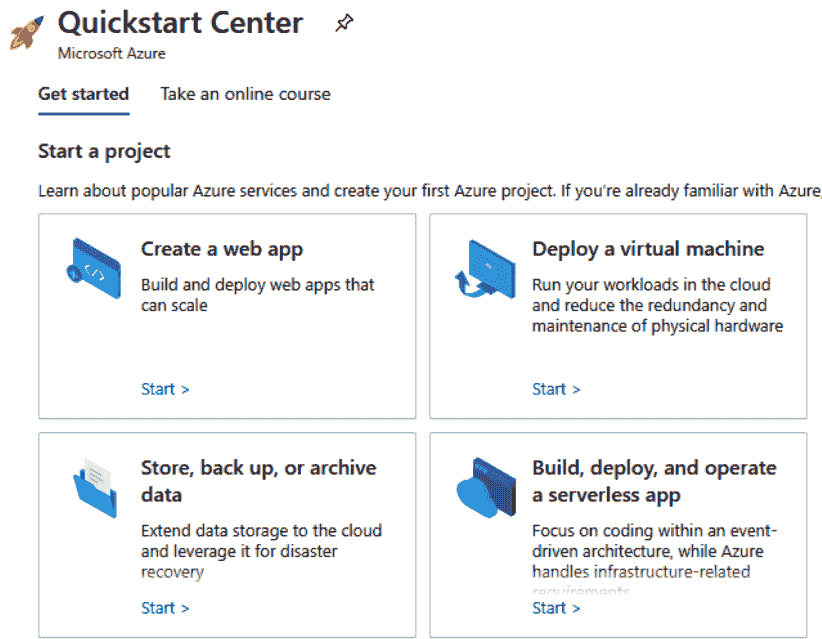 Quickstart Center
Microsoft Azure
Get started
Take an online course
Start a project
Learn about popular Azure services and create your first Azure project. If you're already familiar with Azure,
Create a web app
Build and deploy web apps that
can scale
Start >
Deploy a virtual machine
Run your workloads in the cloud
and reduce the redundancy and
maintenance of physical hardware
Start >
Store, back up, or archive
data
Extend data storage to the cloud
and leverage it for disaster
recovery
Start >
Build, deploy, and operate
a serverless app
Focus on coding within an event-
driven architecture, while Azure
handles infrastructure-related
requirements
Start >